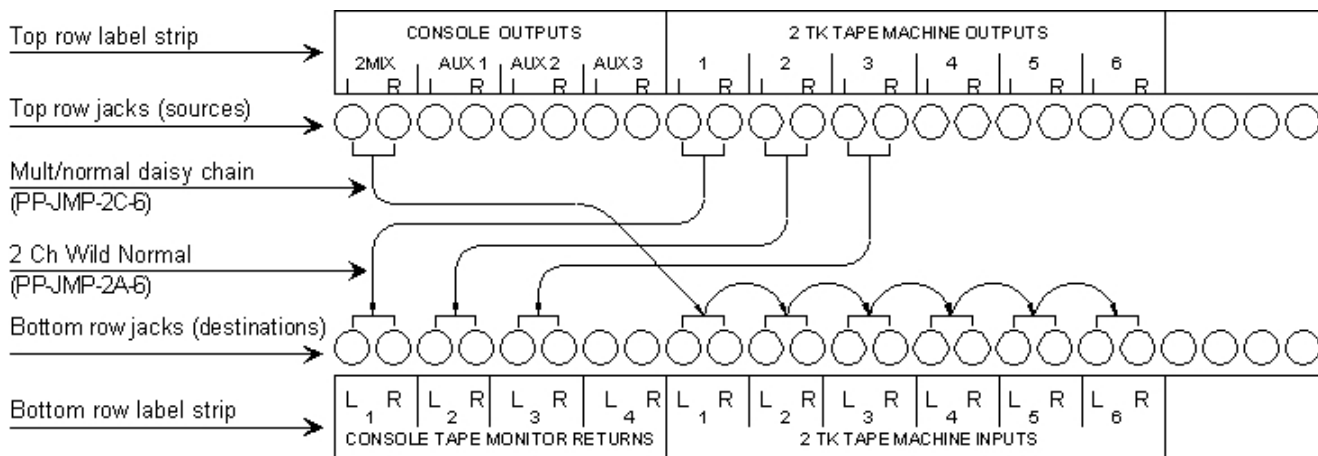 Top row label strip
CONSOLE OUTPUTS
2 TK TAPE MACHINE OUTPUTS
2MIX AUX 1 AUX 2 AUX 3 1 2 3 4 5 6
L R L R L R L R L R L R L R L R L R L R
Top row jacks (sources)
Mult/normal daisy chain
(PP-JMP-2C-6)
2 Ch Wild Normal
(PP-JMP-2A-6)
Bottom row jacks (destinations)
Bottom row label strip
L R L R L R L R L R L R L R L R L R L R
1 2 3 4 1 2 3 4 5 6
CONSOLE TAPE MONITOR RETURNS
2 TK TAPE MACHINE INPUTS